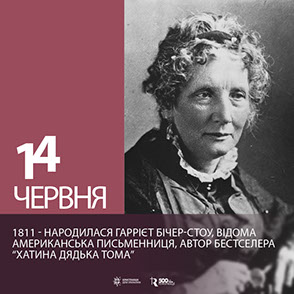 14
ЧЕРВНЯ
1811 - НАРОДИЛАСЯ ГАРРІЄТ БІЧЕР-СТОУ, ВІДОМА
АМЕРИКАНСЬКА ПИСЬМЕННИЦЯ, АВТОР БЕСТСЕЛЕРА
“ХАТИНА ДЯДЬКА ТОМА”